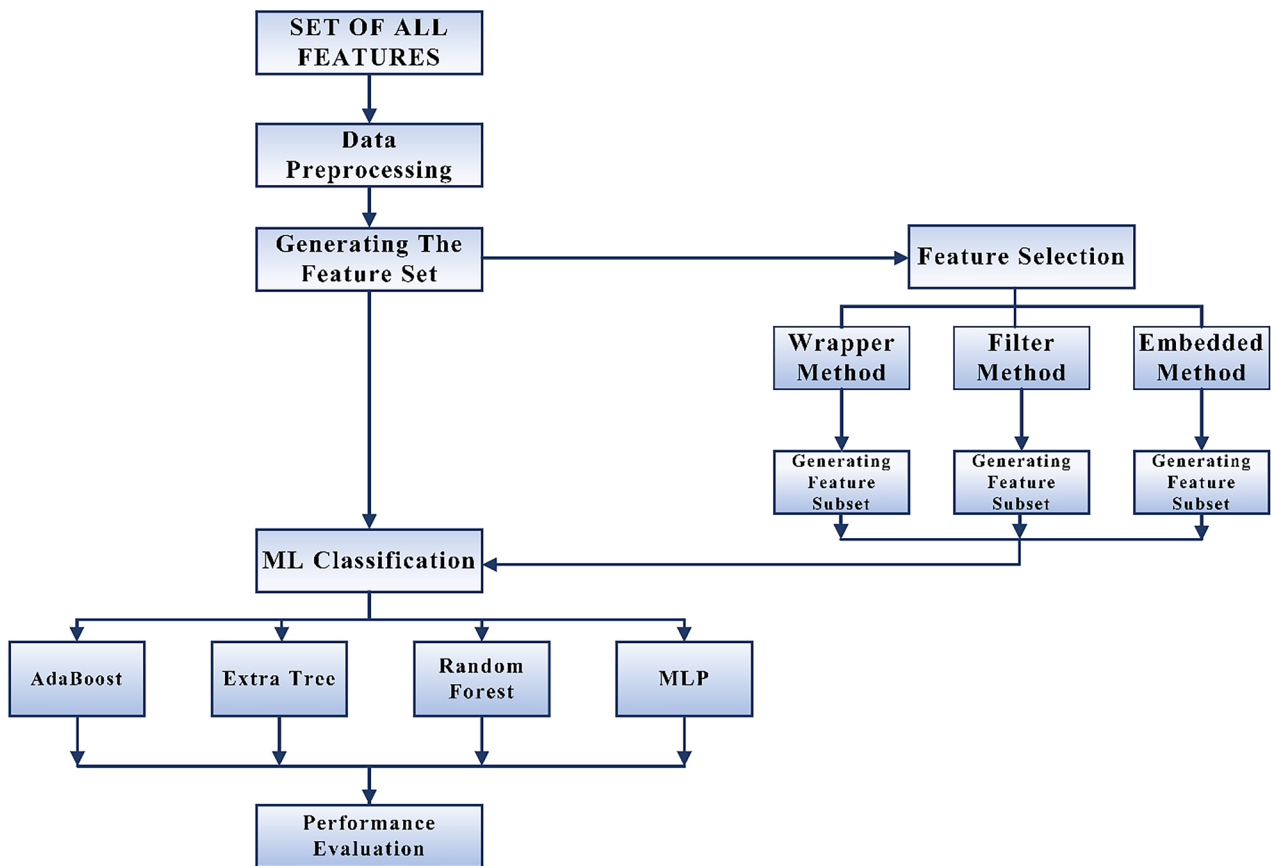 SET OF ALL
FEATURES
Data
Preprocessing
Generating The
Feature Set
Feature Selection
Wrapper
Method
Filter
Method
Embedded
Method
Generating
Feature
Subset
Generating
Feature
Subset
Generating
Feature
Subset
ML Classification
AdaBoost
Extra Tree
Random
Forest
MLP
Performance
Evaluation